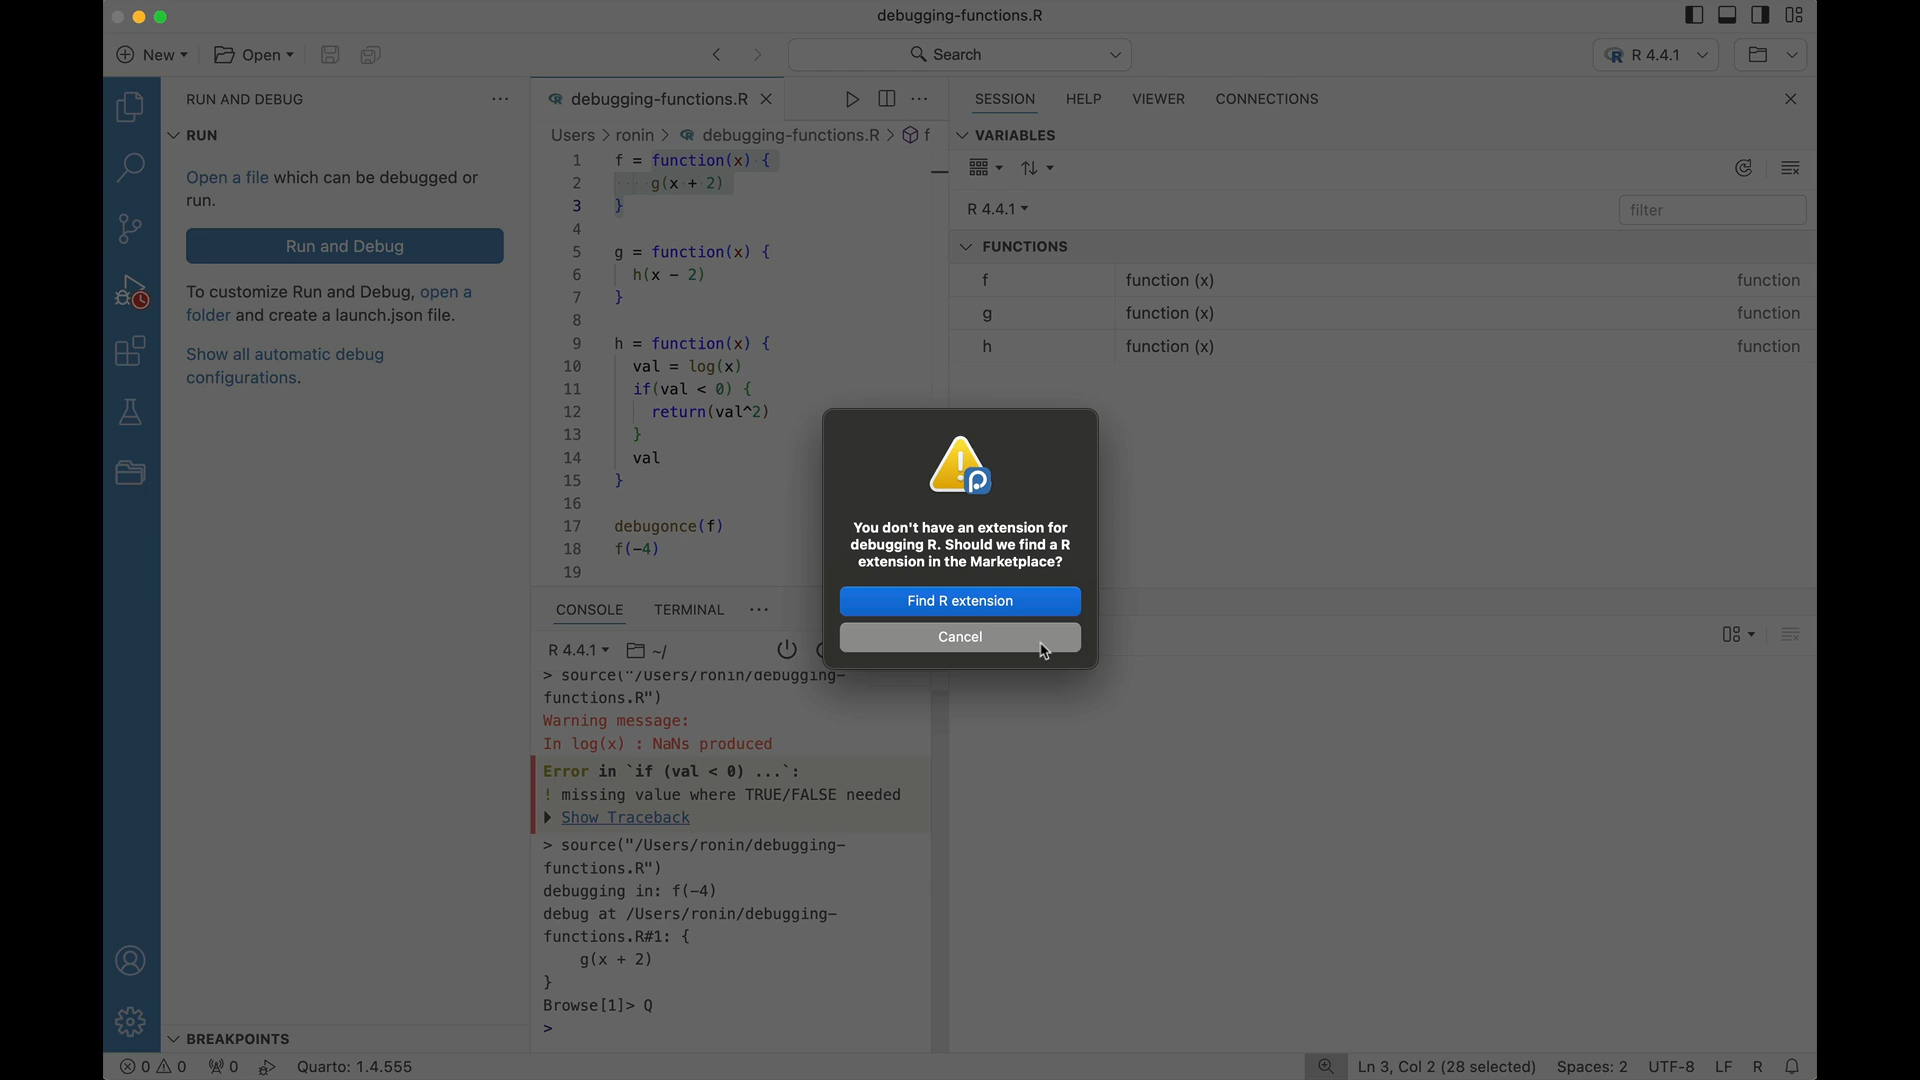 debugging-functions.R
New
Open
Search
R 4.4.1
RUN AND DEBUG
RUN
Open a file which can be debugged or
run.
Run and Debug
To customize Run and Debug, open a
folder and create a launch.json file.
Show all automatic debug
configurations.
BREAKPOINTS
debugging-functions.R
Users > ronin > debugging-functions.R > f
1 f = function(x) {
2 ····g(x + 2)
3 }
4
5 g = function(x) {
6 h(x - 2)
7 }
8
9 h = function(x) {
10 val = log(x)
11 if(val < 0) {
12 return(val^2)
13 }
14 val
15 }
16
17 debugonce(f)
18 f(-4)
19
CONSOLE TERMINAL
R 4.4.1 ~/
> source("/Users/ronin/debugging-
functions.R")
Warning message:
In log(x) : NaNs produced
Error in `if (val < 0) ...`:
! missing value where TRUE/FALSE needed
Show Traceback
> source("/Users/ronin/debugging-
functions.R")
debugging in: f(-4)
debug at /Users/ronin/debugging-
functions.R#1: {
g(x + 2)
}
Browse[1]> Q
>
SESSION HELP VIEWER CONNECTIONS
VARIABLES
R 4.4.1
filter
FUNCTIONS
f function (x) function
g function (x) function
h function (x) function
You don't have an extension for
debugging R. Should we find a R
extension in the Marketplace?
Find R extension
Cancel
0 0 0 Quarto: 1.4.555
Ln 3, Col 2 (28 selected) Spaces: 2 UTF-8 LF R